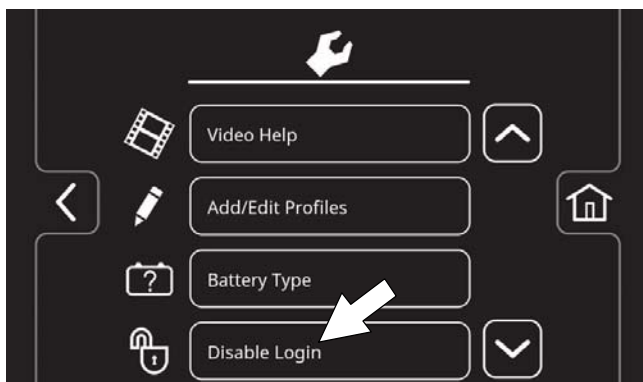 Video Help
Add/Edit Profiles
?
Battery Type
Disable Login